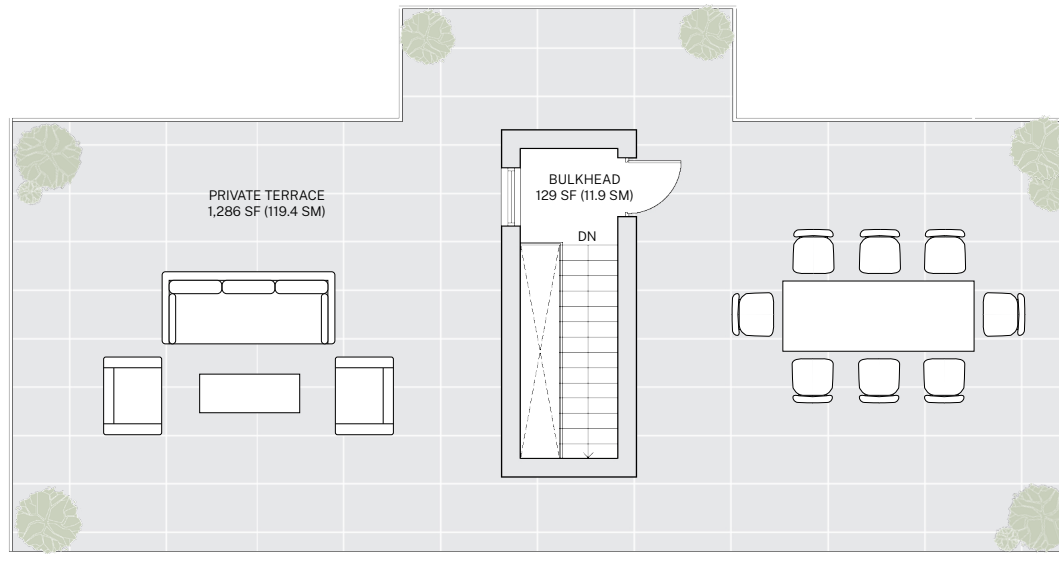 PRIVATE TERRACE
1,286 SF (119.4 SM)
BULKHEAD
129 SF (11.9 SM)
DN